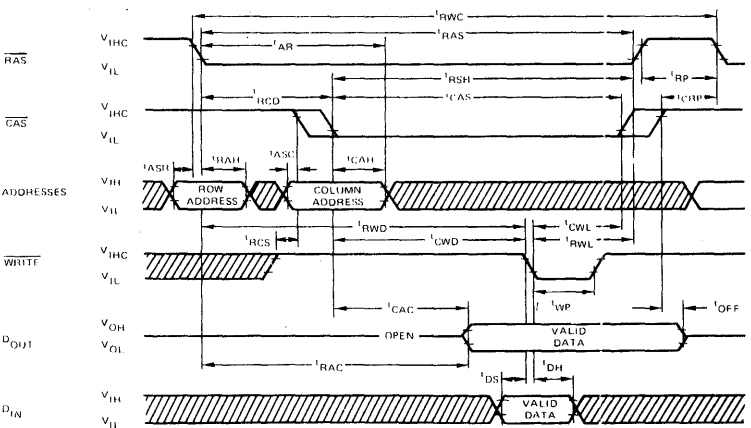 tRWC
tRAS
tAR
RAS
VIHC
VIL
tRSH
tRP
tRCD
tCAS
tCRP
CAS
VIHC
VIL
tASR
tRAH
tASC
tCAH
ADDRESSES
VIH
VIL
ROW
ADDRESS
COLUMN
ADDRESS
tRWD
tCWL
tRCS
tCWD
tRWL
WRITE
VIHC
VIL
tWP
tCAC
tOFF
DOUT
VOH
VOL
OPEN
VALID
DATA
tRAC
tDS
tDH
DIN
VIH
VIL
VALID
DATA